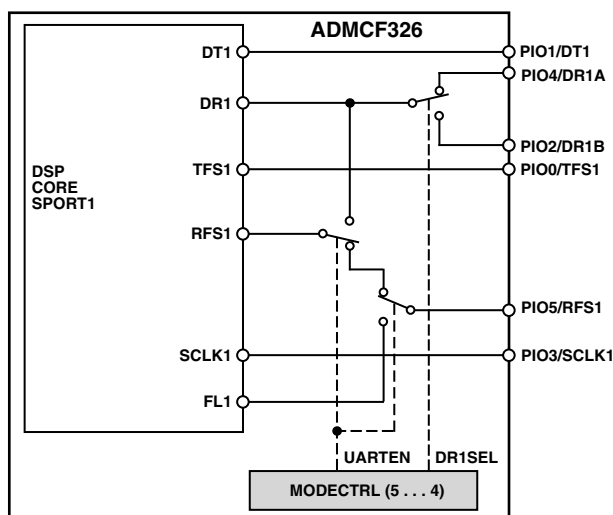 ADMCF326
DT1
PIO1/DT1
PIO4/DR1A
DR1
PIO2/DR1B
DSP
CORE
SPORT1
TFS1
PIO0/TFS1
RFS1
PIO5/RFS1
SCLK1
PIO3/SCLK1
FL1
UARTEN
DR1SEL
MODECTRL (5 . . . 4)